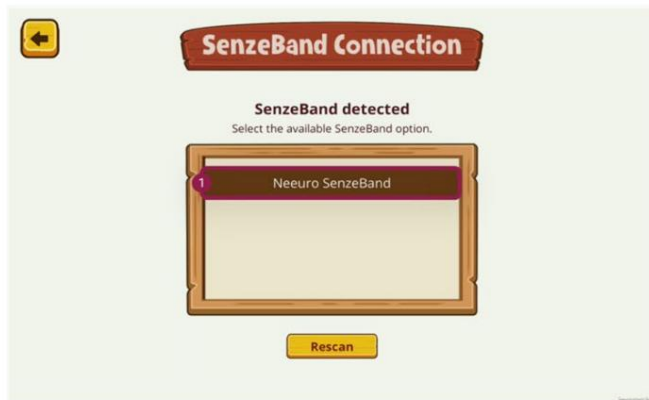 SenzeBand Connection
SenzeBand detected
Select the available SenzeBand option.
1 Neeuro SenzeBand
Rescan